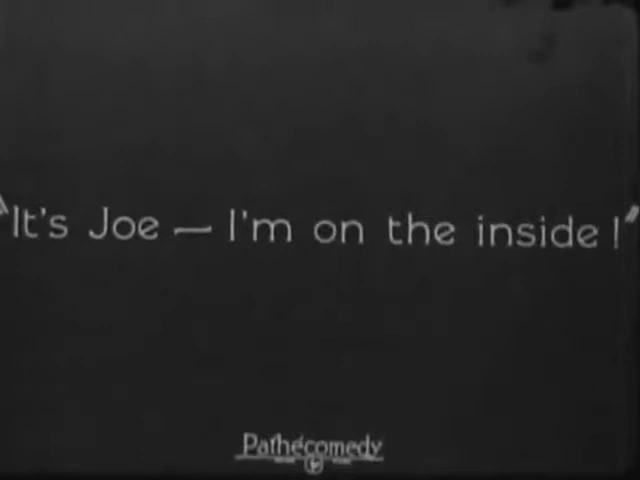 "It's Joe — I'm on the inside!"
Pathécomedy